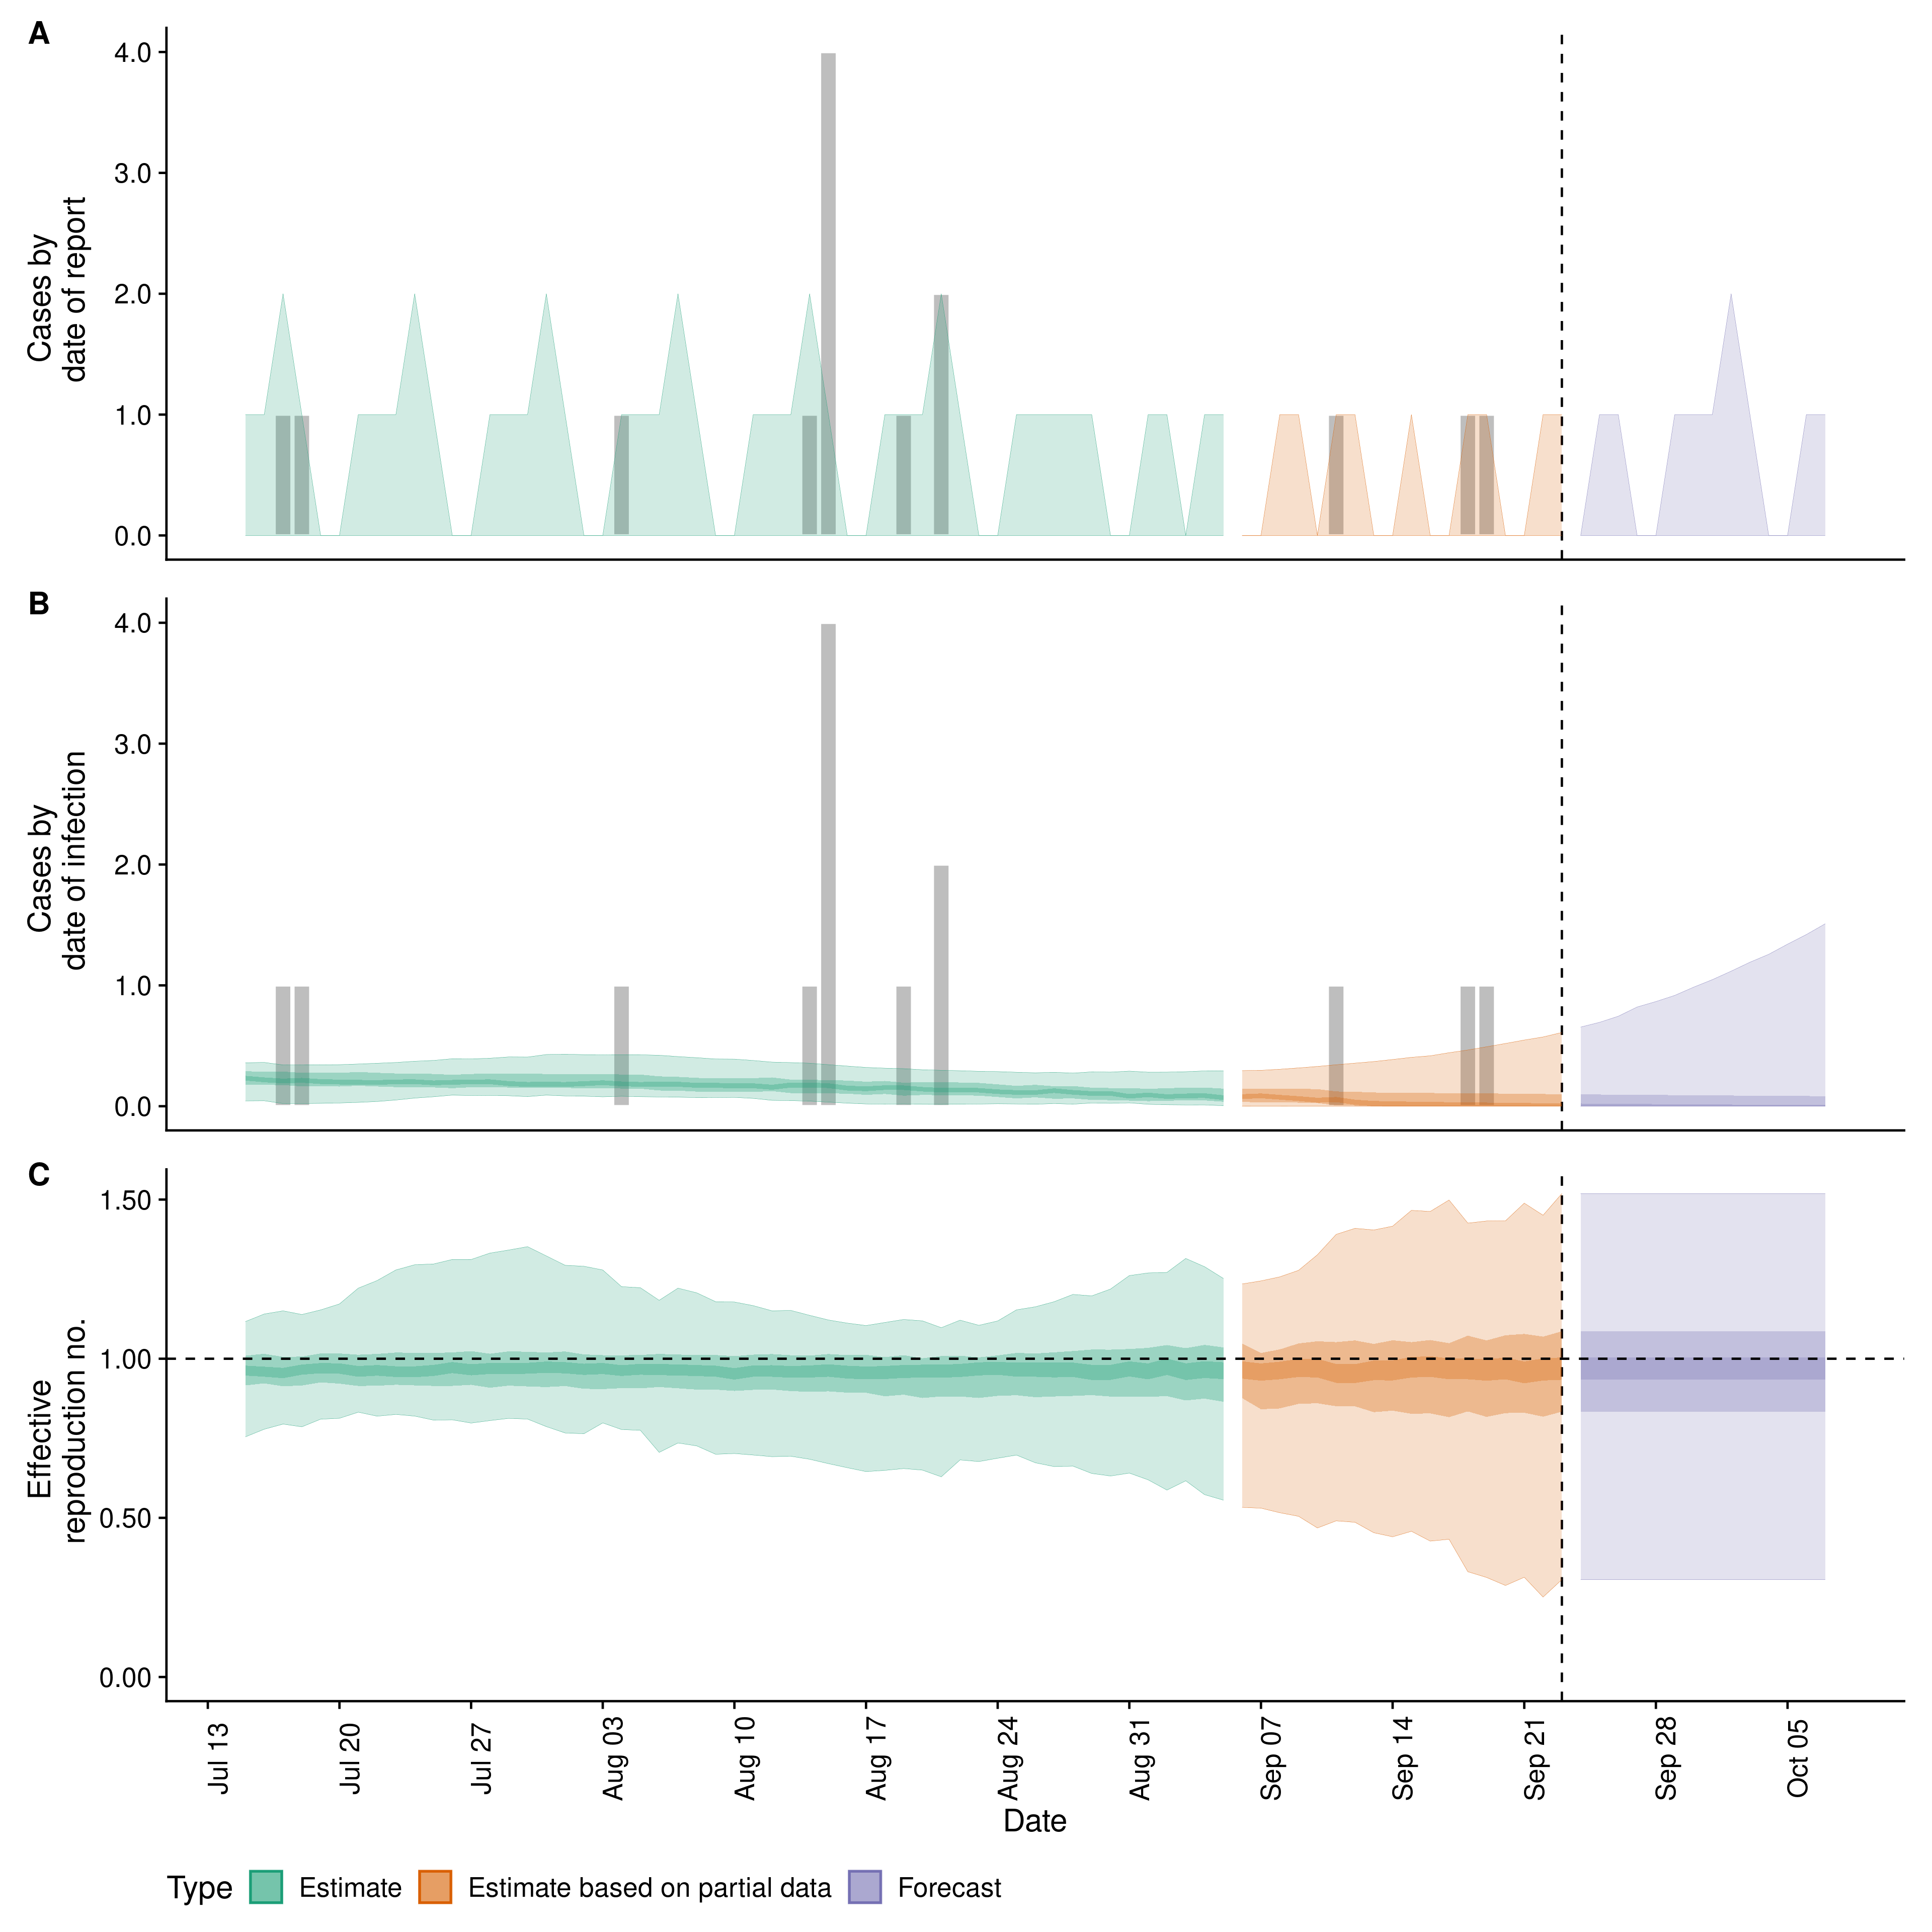 A
4.0
3.0
2.0
1.0
0.0
Cases by
date of report
B
4.0
3.0
2.0
1.0
0.0
Cases by
date of infection
C
1.50
1.00
0.50
0.00
Effective
reproduction no.
Jul 13
Jul 20
Jul 27
Aug 03
Aug 10
Aug 17
Aug 24
Aug 31
Sep 07
Sep 14
Sep 21
Sep 28
Oct 05
Date
Type Estimate Estimate based on partial data Forecast